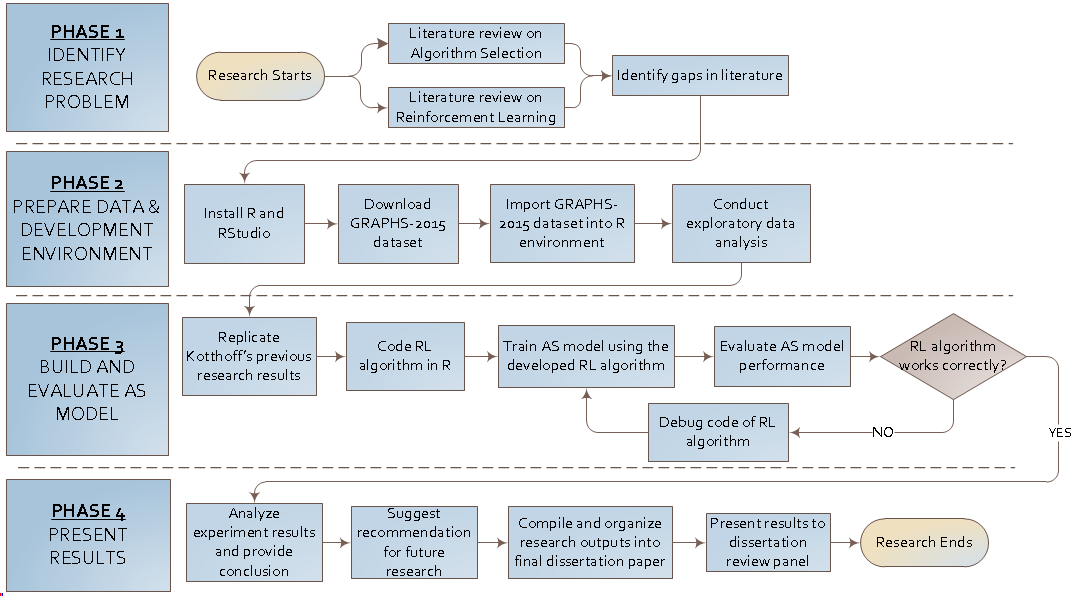 PHASE 1
IDENTIFY
RESEARCH
PROBLEM
Research Starts
Literature review on
Algorithm Selection
Literature review on
Reinforcement Learning
Identify gaps in literature
PHASE 2
PREPARE DATA &
DEVELOPMENT
ENVIRONMENT
Install R and
RStudio
Download
GRAPHS-2015
dataset
Import GRAPHS-
2015 dataset into R
environment
Conduct
exploratory data
analysis
PHASE 3
BUILD AND
EVALUATE AS
MODEL
Replicate
Kotthoff's previous
research results
Code RL
algorithm in R
Train AS model using the
developed RL algorithm
Evaluate AS model
performance
RL algorithm
works correctly?
Debug code of RL
algorithm
NO
YES
PHASE 4
PRESENT
RESULTS
Analyze
experiment results
and provide
conclusion
Suggest
recommendation
for future
research
Compile and organize
research outputs into
final dissertation paper
Present results to
dissertation
review panel
Research Ends